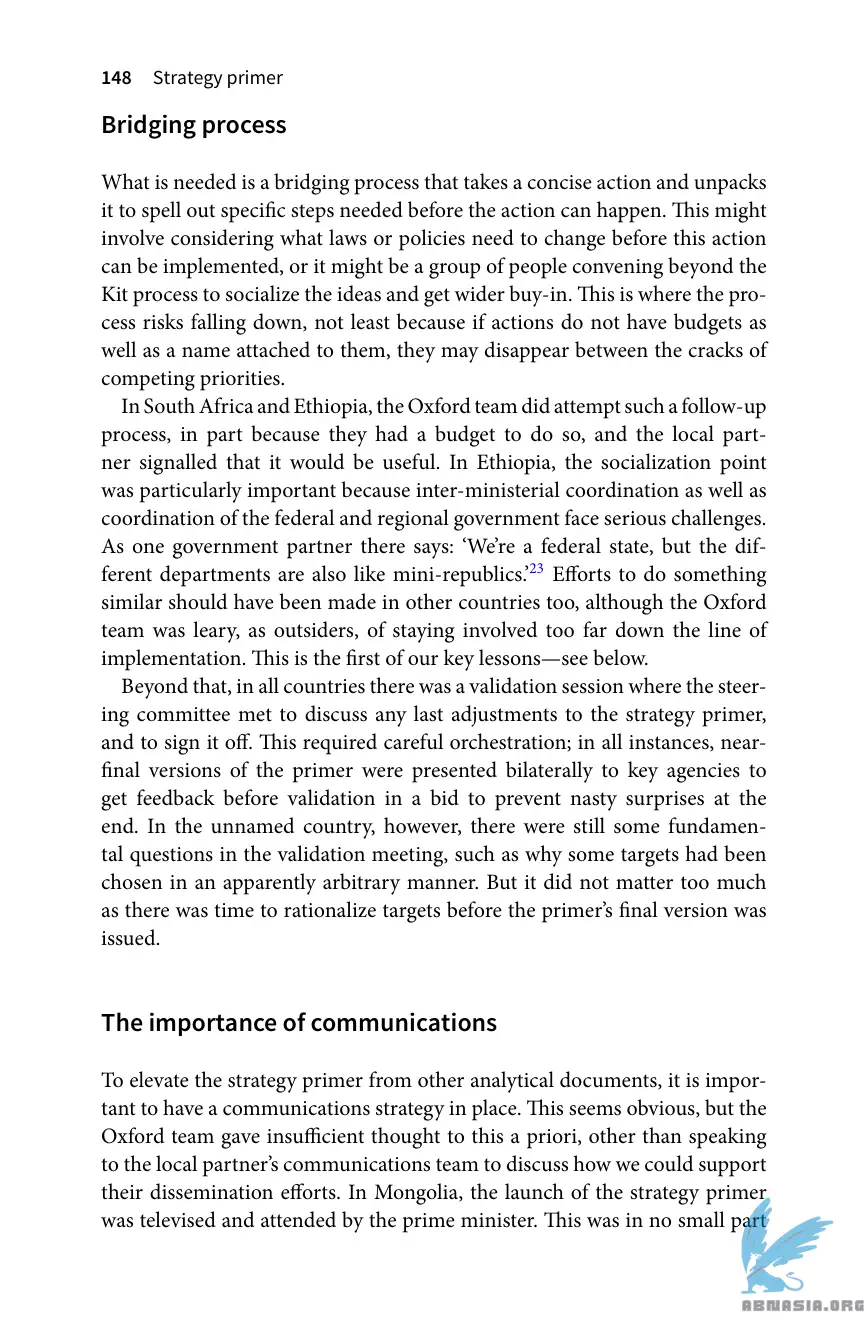 148 Strategy primer
Bridging process
What is needed is a bridging process that takes a concise action and unpacks
it to spell out specific steps needed before the action can happen. This might
involve considering what laws or policies need to change before this action
can be implemented, or it might be a group of people convening beyond the
Kit process to socialize the ideas and get wider buy-in. This is where the pro-
cess risks falling down, not least because if actions do not have budgets as
well as a name attached to them, they may disappear between the cracks of
competing priorities.
In South Africa and Ethiopia, the Oxford team did attempt such a follow-up
process, in part because they had a budget to do so, and the local part-
ner signalled that it would be useful. In Ethiopia, the socialization point
was particularly important because inter-ministerial coordination as well as
coordination of the federal and regional government face serious challenges.
As one government partner there says: ‘We’re a federal state, but the dif-
ferent departments are also like mini-republics.’23 Efforts to do something
similar should have been made in other countries too, although the Oxford
team was leary, as outsiders, of staying involved too far down the line of
implementation. This is the first of our key lessons—see below.
Beyond that, in all countries there was a validation session where the steer-
ing committee met to discuss any last adjustments to the strategy primer,
and to sign it off. This required careful orchestration; in all instances, near-
final versions of the primer were presented bilaterally to key agencies to
get feedback before validation in a bid to prevent nasty surprises at the
end. In the unnamed country, however, there were still some fundamen-
tal questions in the validation meeting, such as why some targets had been
chosen in an apparently arbitrary manner. But it did not matter too much
as there was time to rationalize targets before the primer’s final version was
issued.
The importance of communications
To elevate the strategy primer from other analytical documents, it is impor-
tant to have a communications strategy in place. This seems obvious, but the
Oxford team gave insufficient thought to this a priori, other than speaking
to the local partner’s communications team to discuss how we could support
their dissemination efforts. In Mongolia, the launch of the strategy primer
was televised and attended by the prime minister. This was in no small part
ABNASIA.ORG